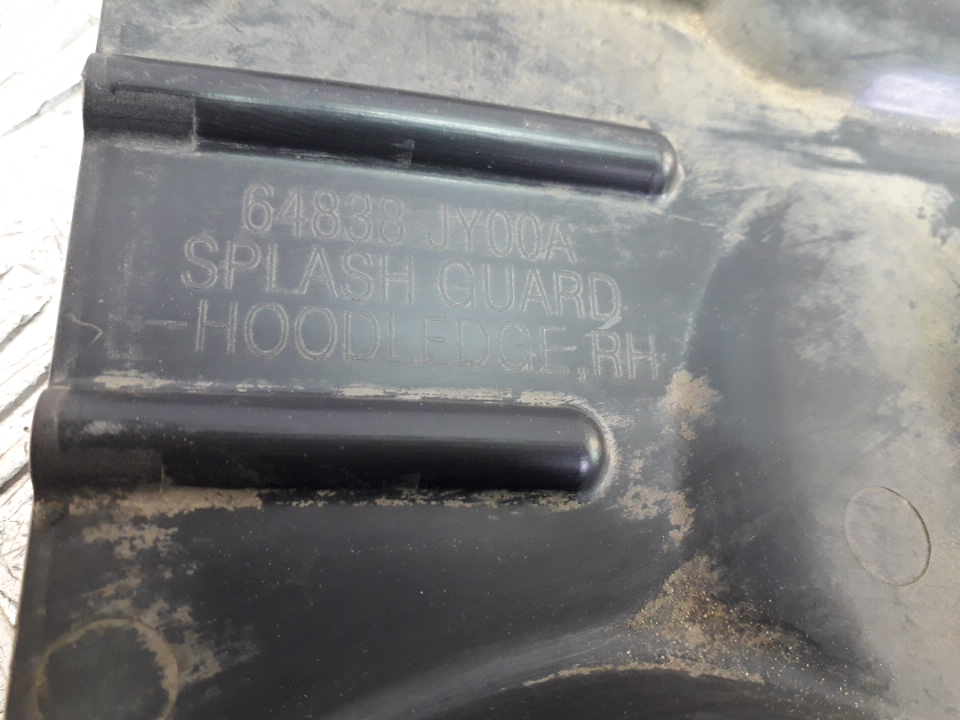 64838 JY00A
SPLASH GUARD,
-HOODLEDGE,RH